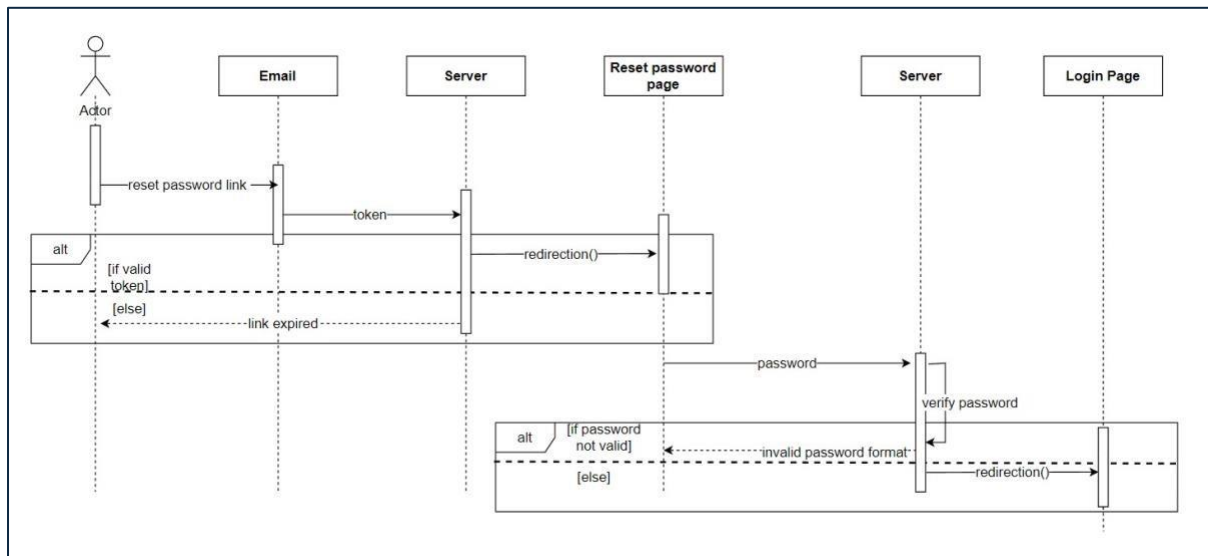 Actor
Email
Server
Reset password
page
Server
Login Page
reset password link
token
alt
redirection()
[if valid
token]
[else]
link expired
password
verify password
alt
[if password
not valid]
invalid password format
[else]
redirection()